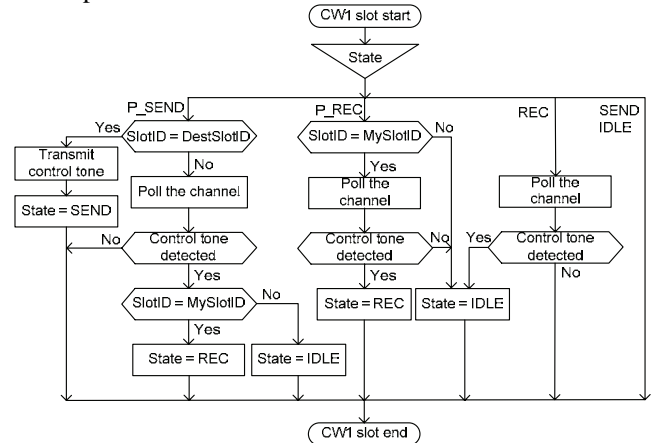 CW1 slot start
State
P_SEND
P_REC
REC
SEND
IDLE
Yes
SlotID = DestSlotID
SlotID = MySlotID
No
Transmit
control tone
No
Yes
Poll the channel
Poll the
channel
Poll the
channel
State = SEND
No
Control tone
detected
Control tone
detected
No
Yes
Control tone
detected
Yes
Yes
No
SlotID = MySlotID
No
State = REC
State = IDLE
Yes
State = REC
State = IDLE
CW1 slot end